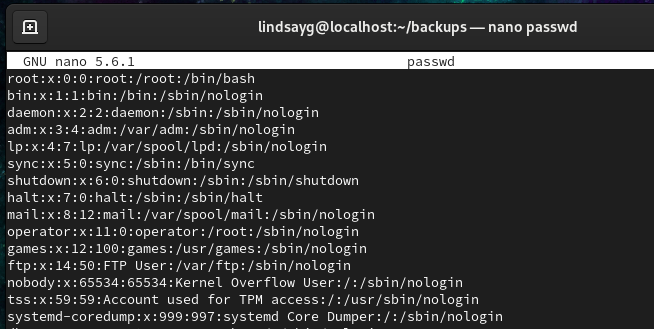 lindsayg@localhost:~/backups — nano passwd
GNU nano 5.6.1 passwd
root:x:0:0:root:/root:/bin/bash
bin:x:1:1:bin:/bin:/sbin/nologin
daemon:x:2:2:daemon:/sbin:/sbin/nologin
adm:x:3:4:adm:/var/adm:/sbin/nologin
lp:x:4:7:lp:/var/spool/lpd:/sbin/nologin
sync:x:5:0:sync:/sbin:/bin/sync
shutdown:x:6:0:shutdown:/sbin:/sbin/shutdown
halt:x:7:0:halt:/sbin:/sbin/halt
mail:x:8:12:mail:/var/spool/mail:/sbin/nologin
operator:x:11:0:operator:/root:/sbin/nologin
games:x:12:100:games:/usr/games:/sbin/nologin
ftp:x:14:50:FTP User:/var/ftp:/sbin/nologin
nobody:x:65534:65534:Kernel Overflow User:/:/sbin/nologin
tss:x:59:59:Account used for TPM access:/:/usr/sbin/nologin
systemd-coredump:x:999:997:systemd Core Dumper:/:/sbin/nologin